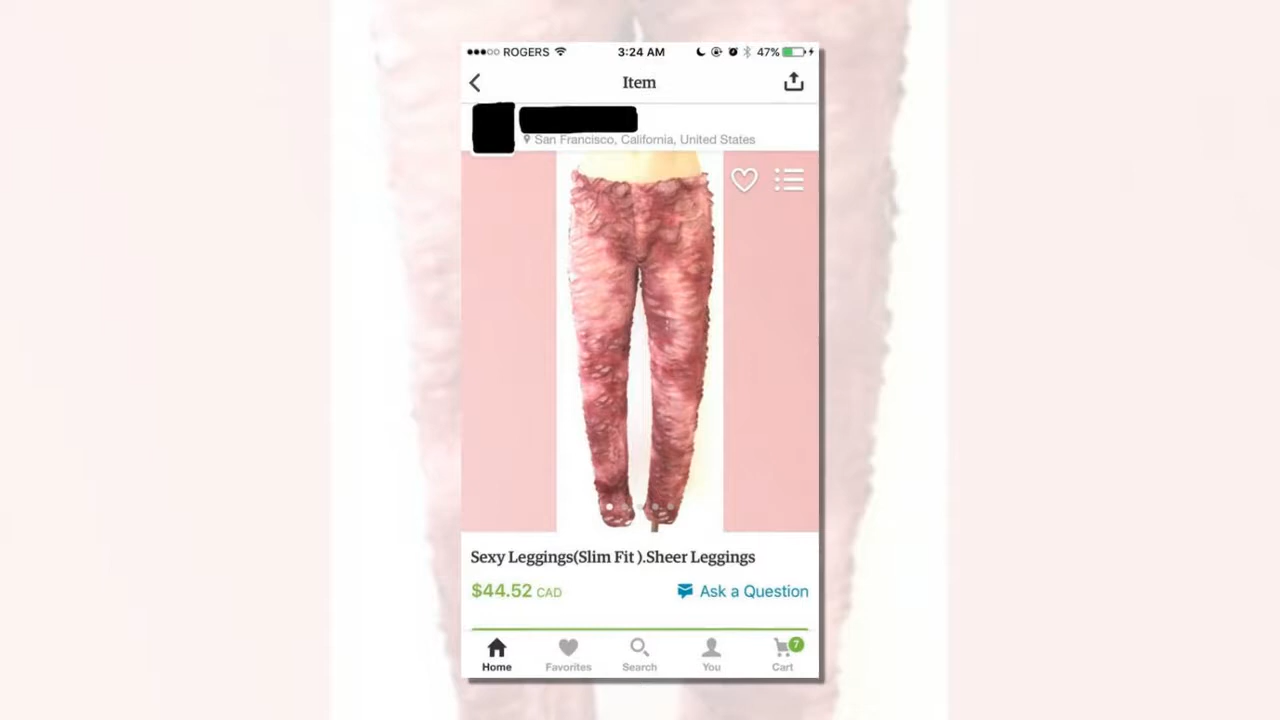 ROGERS 3:24 AM 47%
Item
San Francisco, California, United States
Sexy Leggings(Slim Fit ).Sheer Leggings
$44.52 CAD Ask a Question
7
Home Favorites Search You Cart